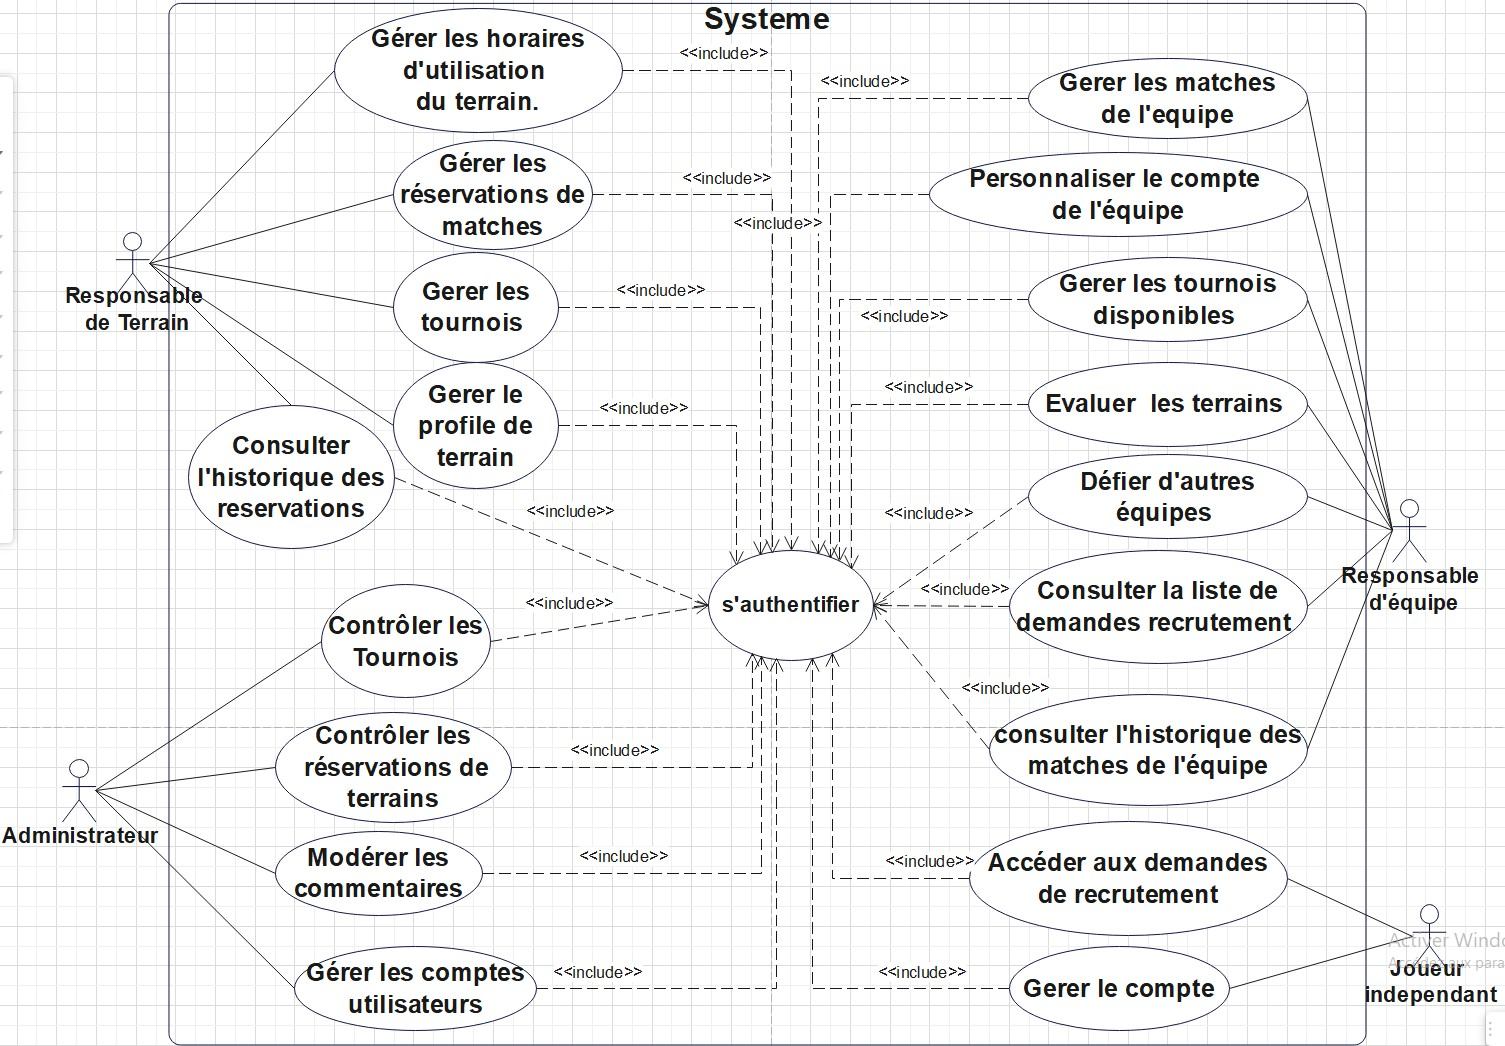 Systeme
Gérer les horaires
d'utilisation
du terrain.
<<include>>
<<include>>
Gerer les matches
de l'equipe
Gérer les
réservations de
matches
<<include>>
<<include>>
Personnaliser le compte
de l'équipe
Responsable
de Terrain
Gerer les
tournois
<<include>>
<<include>>
Gerer les tournois
disponibles
Gerer le
profile de
terrain
<<include>>
<<include>>
Evaluer  les terrains
Consulter
l'historique des
reservations
<<include>>
<<include>>
Défier d'autres
équipes
Responsable
d'équipe
s'authentifier
<<include>>
Consulter la liste de
demandes recrutement
Contrôler les
Tournois
<<include>>
<<include>>
consulter l'historique des
matches de l'équipe
Contrôler les
réservations de
terrains
<<include>>
Administrateur
Modérer les
commentaires
<<include>>
<<include>>
Accéder aux demandes
de recrutement
Gérer les comptes
utilisateurs
<<include>>
<<include>>
Gerer le compte
Activer Windo
Accédez aux para
Joueur
independant